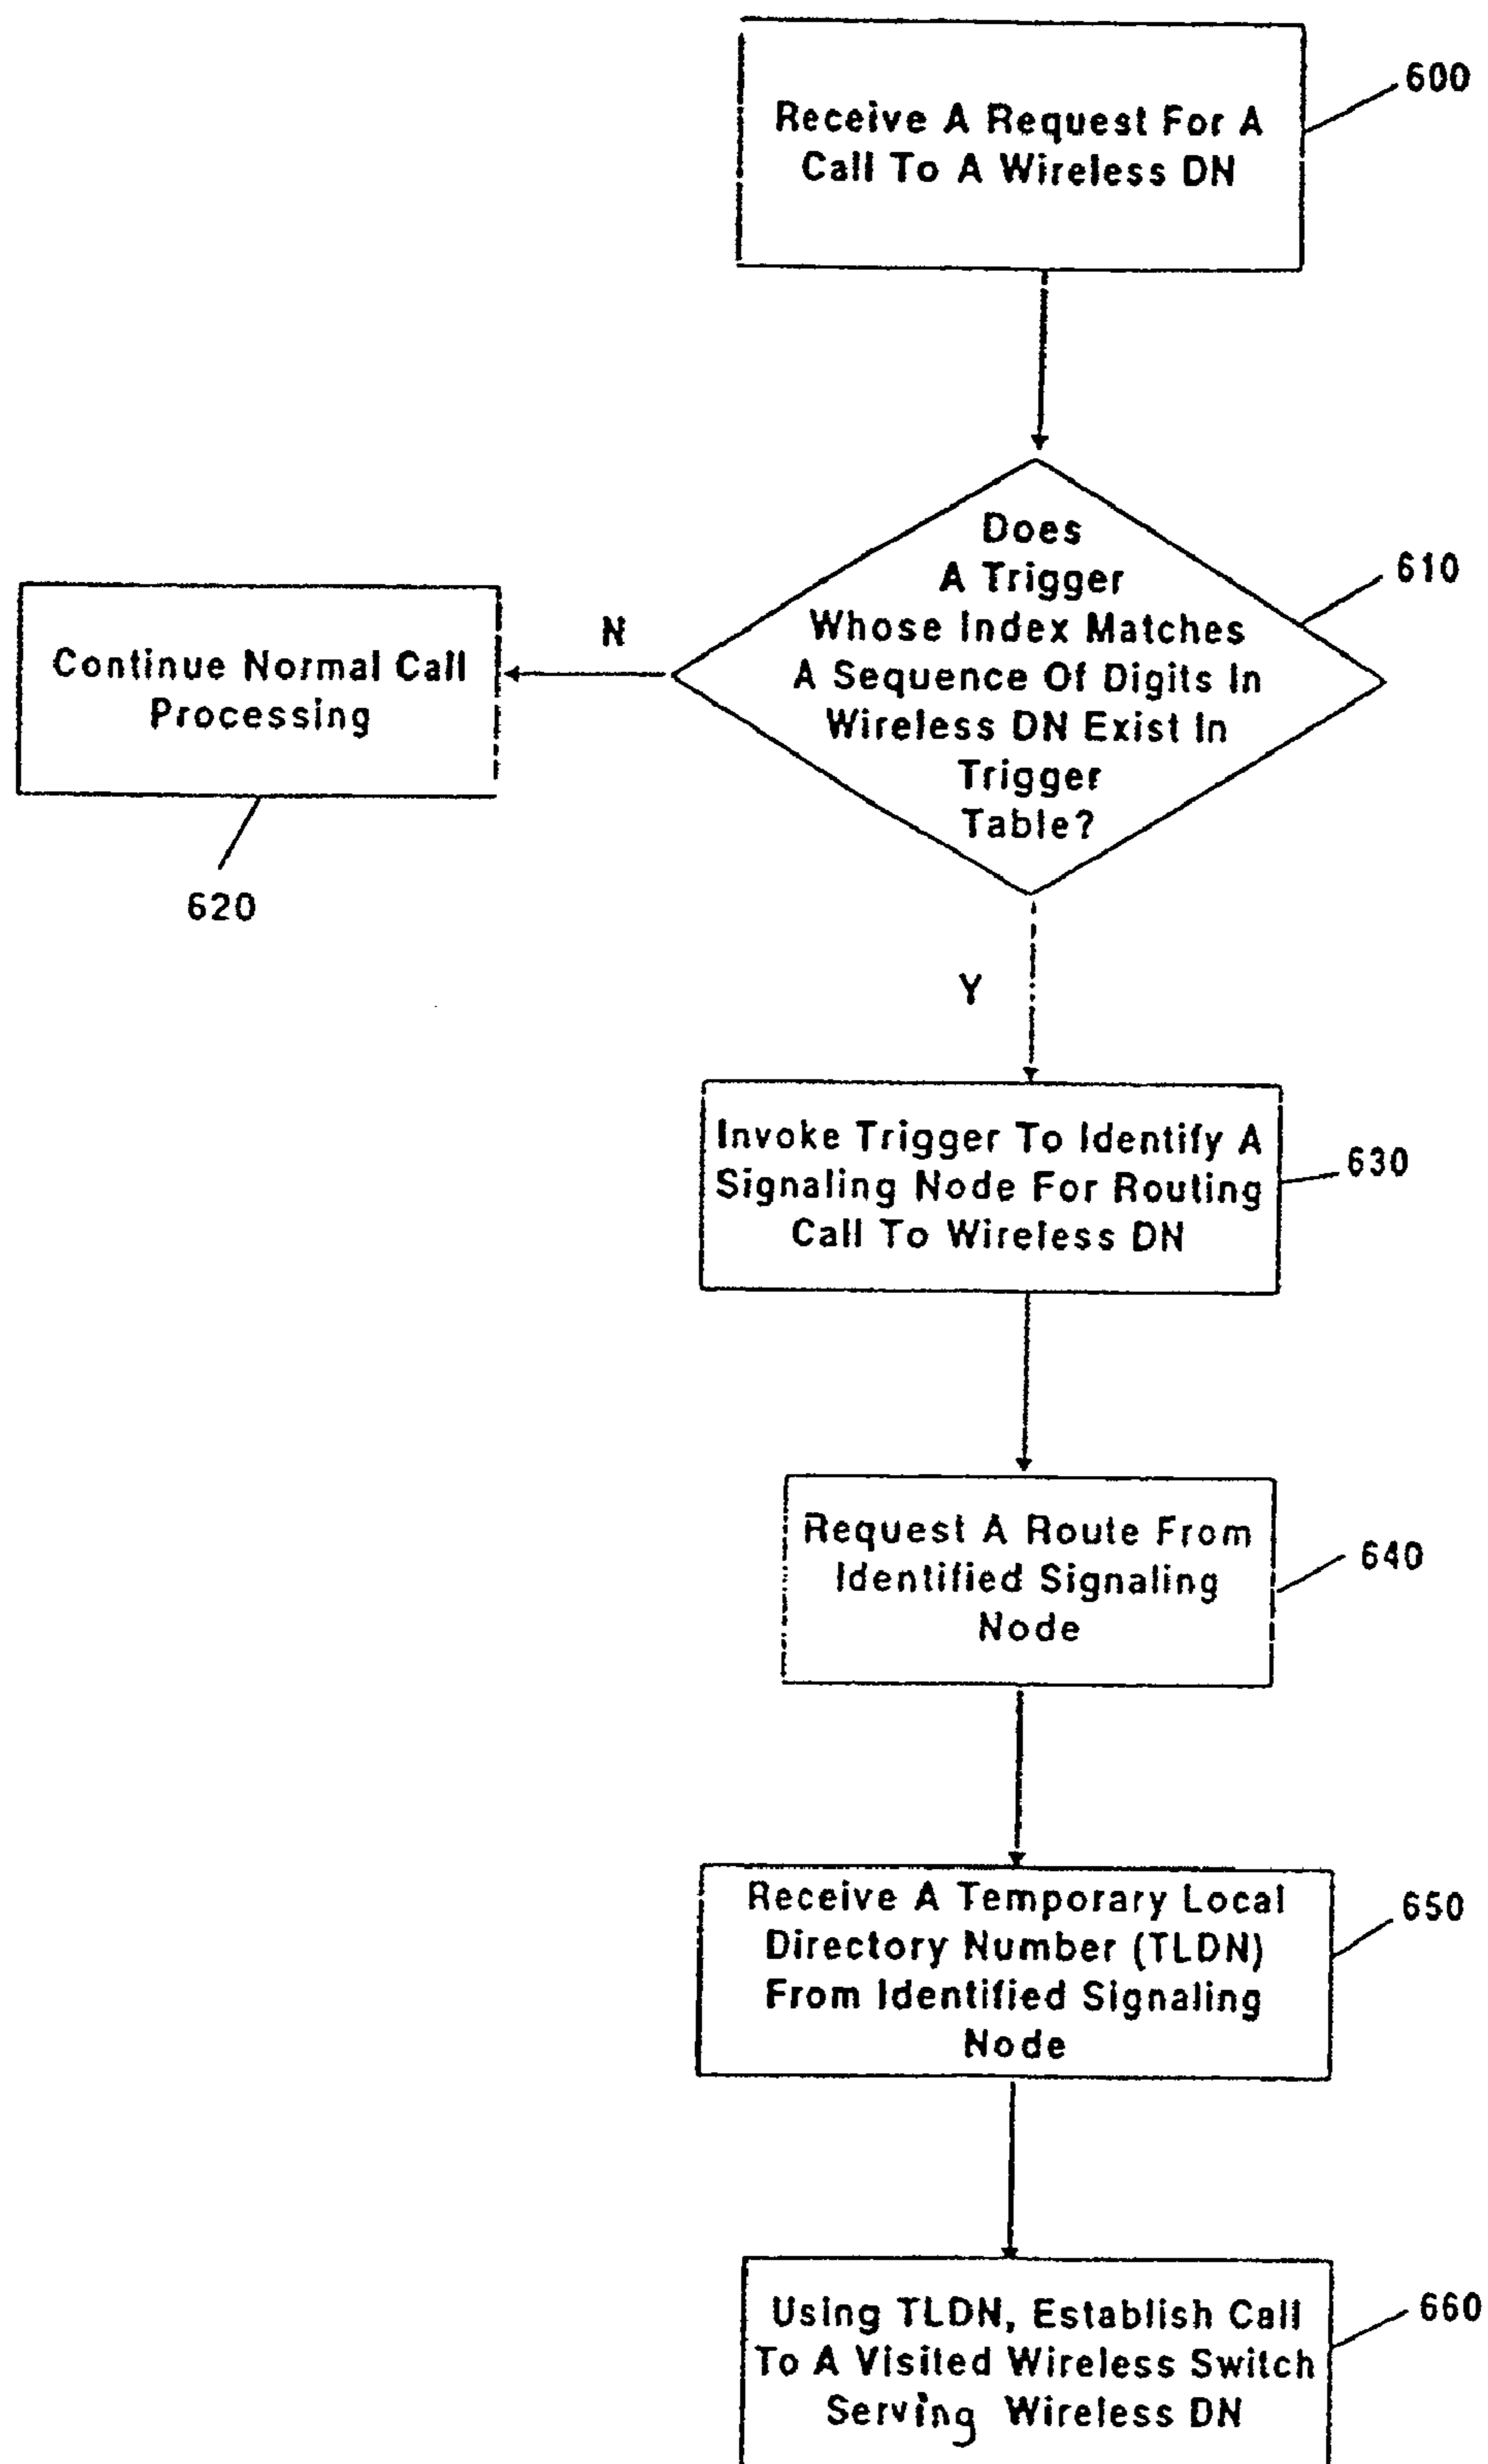 Receive A Request For A
Call To A Wireless DN
600
Does
A Trigger
Whose Index Matches
A Sequence Of Digits In
Wireless DN Exist In
Trigger
Table?
610
N
Continue Normal Call
Processing
620
Y
Invoke Trigger To Identify A
Signaling Node For Routing
Call To Wireless DN
630
Request A Route From
Identified Signaling
Node
640
Receive A Temporary Local
Directory Number (TLDN)
From Identified Signaling
Node
650
Using TLDN, Establish Call
To A Visited Wireless Switch
Serving Wireless DN
660